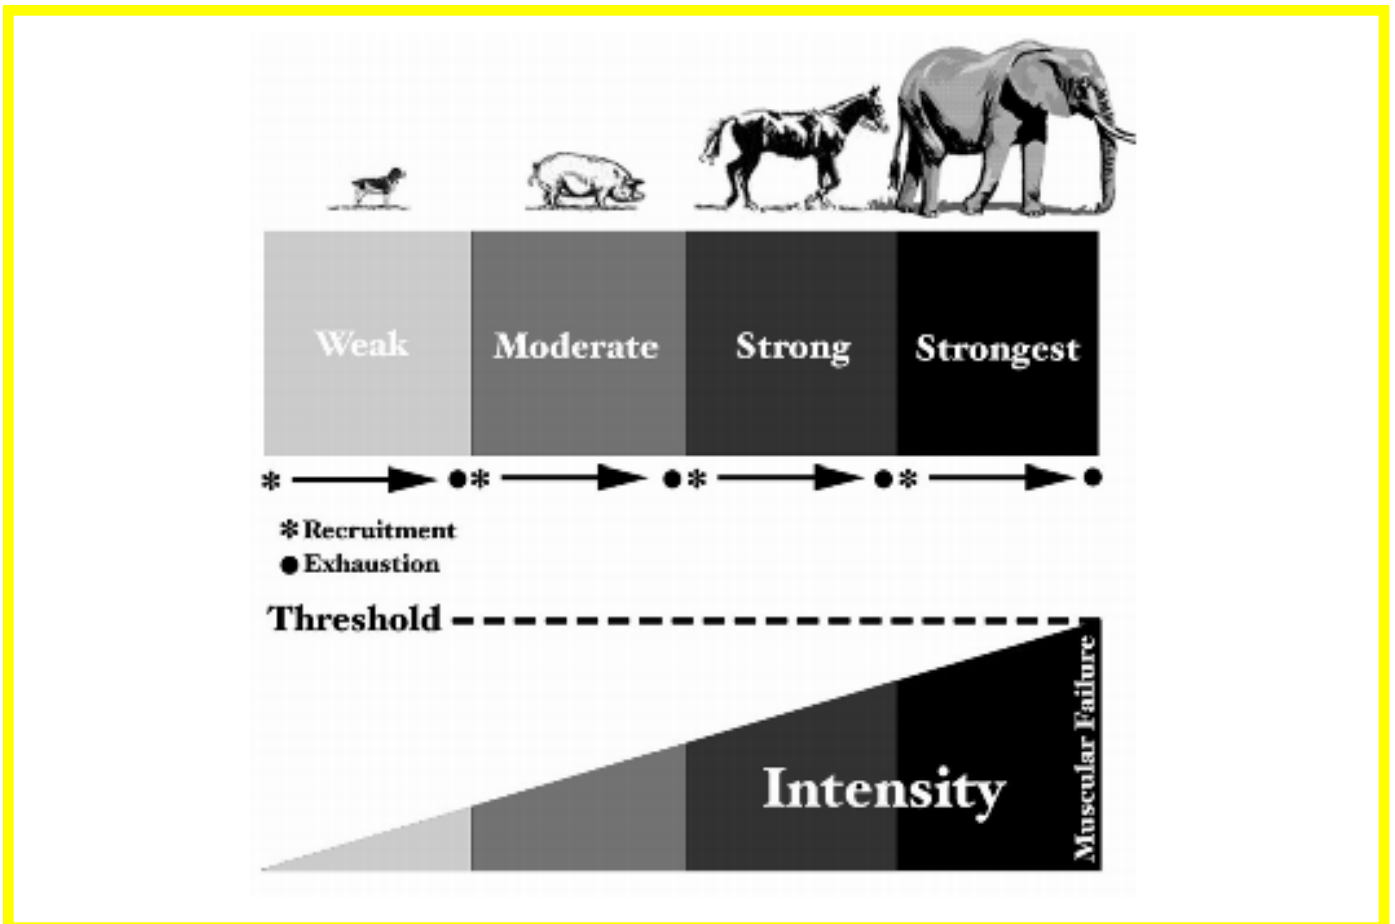 Weak
Moderate
Strong
Strongest
* Recruitment
● Exhaustion
Threshold
Intensity
Muscular Failure